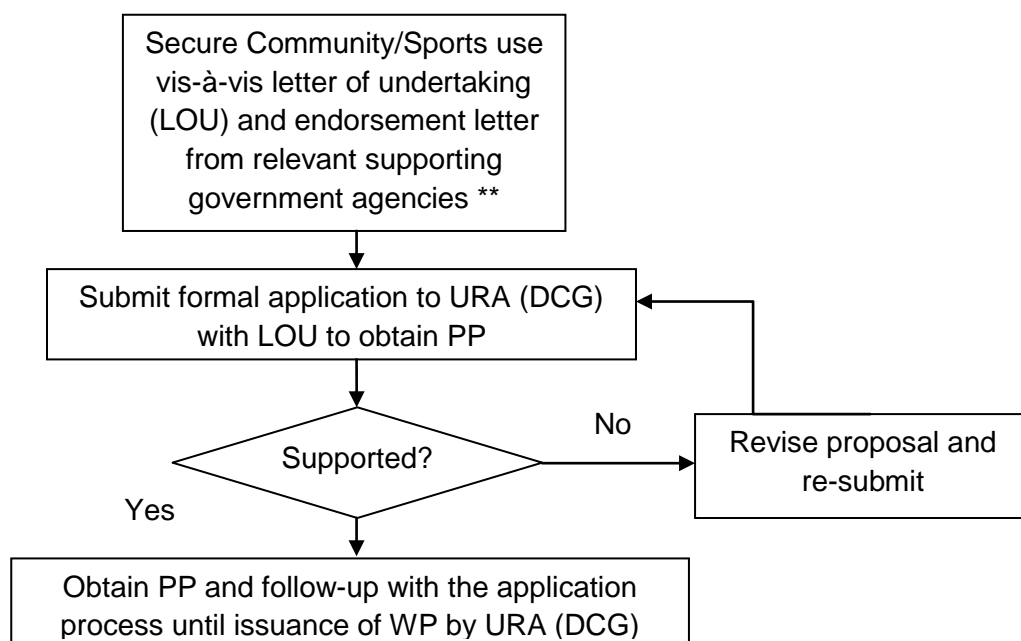 Secure Community/Sports use
vis-à-vis letter of undertaking
(LOU) and endorsement letter
from relevant supporting
government agencies **
Submit formal application to URA (DCG)
with LOU to obtain PP
Supported?
No
Revise proposal and
re-submit
Yes
Obtain PP and follow-up with the application
process until issuance of WP by URA (DCG)